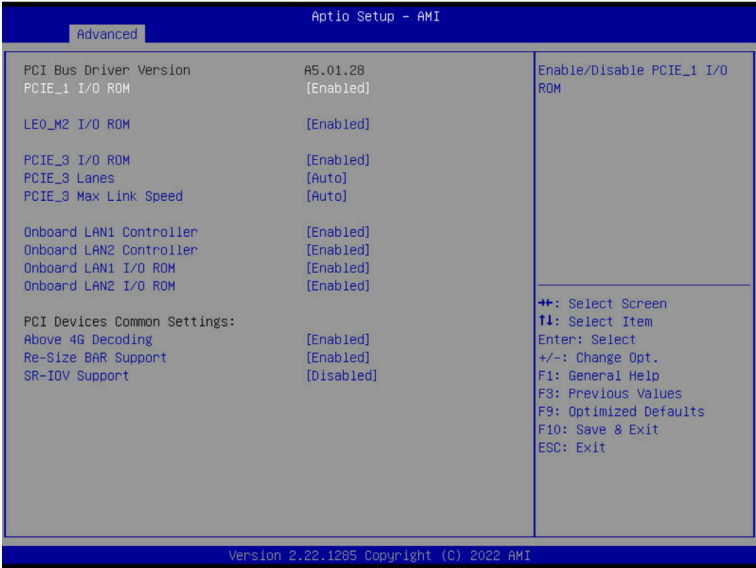 Aptio Setup – AMI
Advanced
PCI Bus Driver Version A5.01.28
PCIE_1 I/O ROM [Enabled]
LEO_M2 I/O ROM [Enabled]
PCIE_3 I/O ROM [Enabled]
PCIE_3 Lanes [Auto]
PCIE_3 Max Link Speed [Auto]
Onboard LAN1 Controller [Enabled]
Onboard LAN2 Controller [Enabled]
Onboard LAN1 I/O ROM [Enabled]
Onboard LAN2 I/O ROM [Enabled]
PCI Devices Common Settings:
Above 4G Decoding [Enabled]
Re-Size BAR Support [Enabled]
SR-IOV Support [Disabled]
Enable/Disable PCIE_1 I/O
ROM
→←: Select Screen
↑↓: Select Item
Enter: Select
+/-: Change Opt.
F1: General Help
F3: Previous Values
F9: Optimized Defaults
F10: Save & Exit
ESC: Exit
Version 2.22.1285 Copyright (C) 2022 AMI